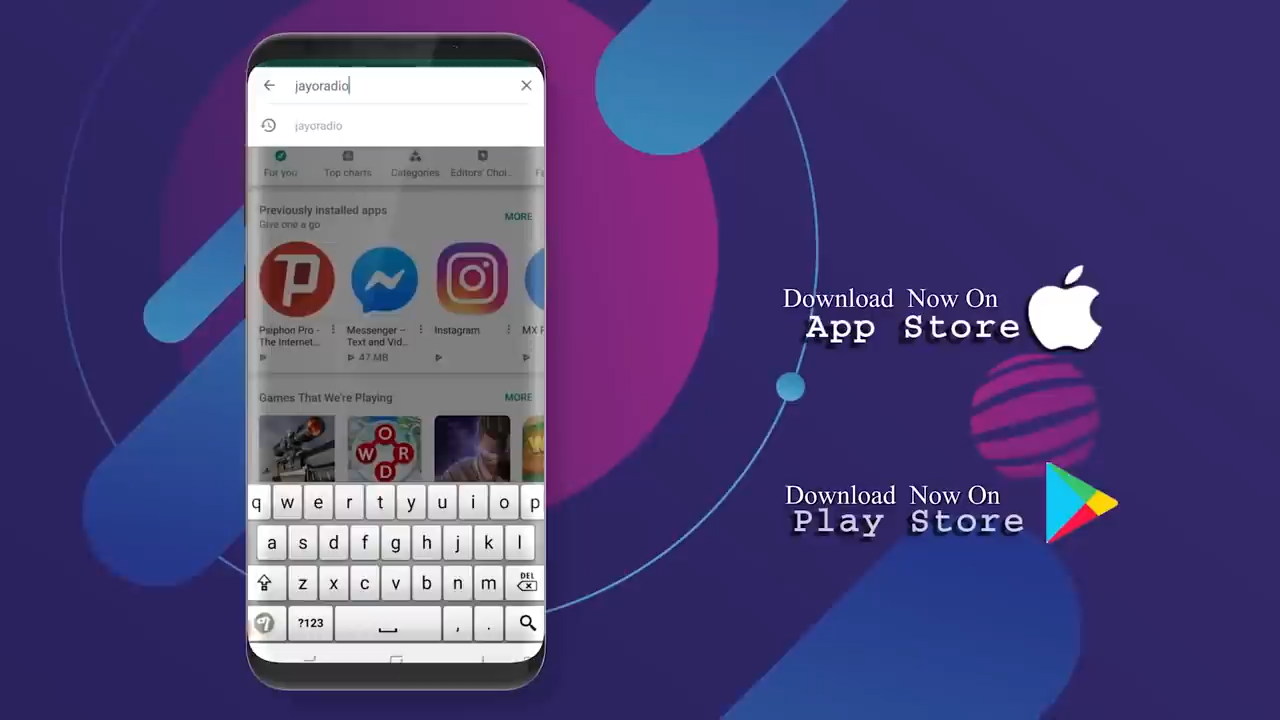 jayoradio
jayoradio
For you Top charts Categories Editors' Choi...
Previously installed apps
Give one a go
MORE
Psiphon Pro -
The Internet...
Messenger –
Text and Vid...
47 MB
Instagram
MX
Games That We're Playing
MORE
W O R D
q w e r t y u i o p
a s d f g h j k l
z x c v b n m DEL
?123 , .
Download Now On
App Store
Download Now On
Play Store